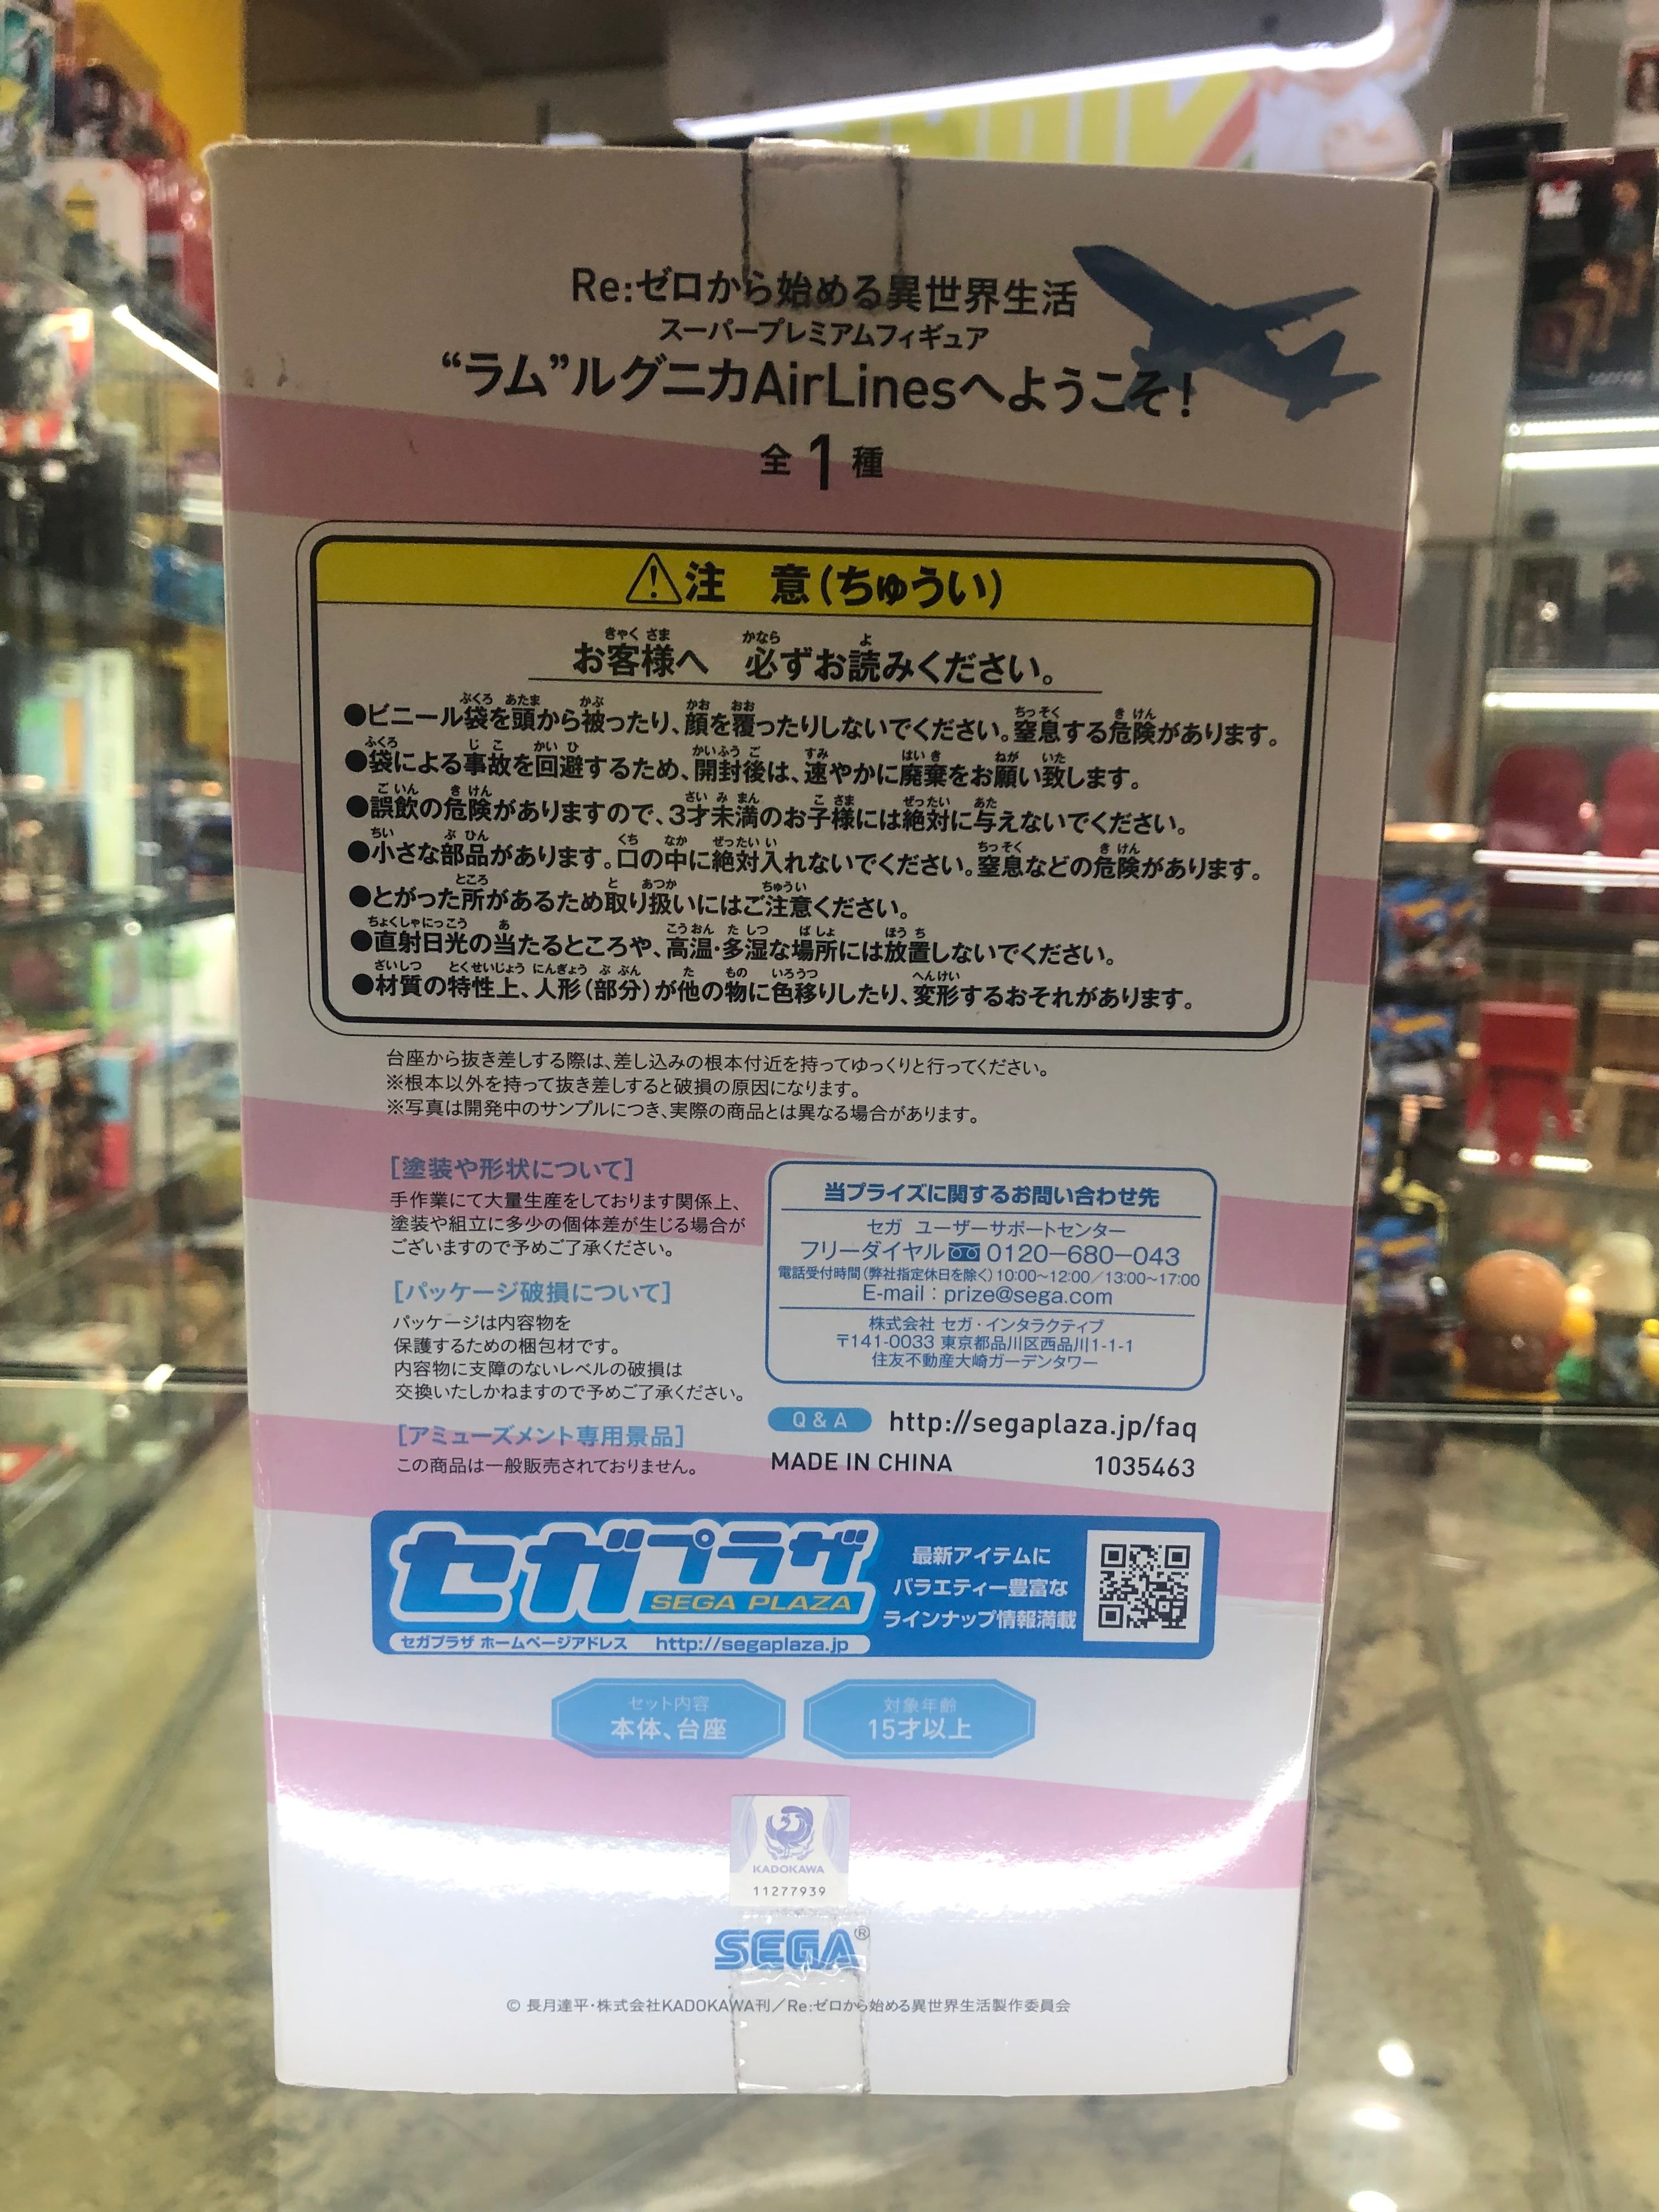 Re:ゼロから始める異世界生活
スーパープレミアムフィギュア
“ラム”ルグニカAirLinesへようこそ!
全1種
注 意(ちゅうい)
お客様へ 必ずお読みください。
●ビニール袋を頭から被ったり、顔を覆ったりしないでください。窒息する危険があります。
●袋による事故を回避するため、開封後は、速やかに廃棄をお願い致します。
●誤飲の危険がありますので、3才未満のお子様には絶対に与えないでください。
●小さな部品があります。口の中に絶対入れないでください。窒息などの危険があります。
●とがった所があるため取り扱いにはご注意ください。
●直射日光の当たるところや、高温・多湿な場所には放置しないでください。
●材質の特性上、人形(部分)が他の物に色移りしたり、変形するおそれがあります。
台座から抜き差しする際は、差し込みの根本付近を持ってゆっくりと行ってください。
※根本以外を持って抜き差しすると破損の原因になります。
※写真は開発中のサンプルにつき、実際の商品とは異なる場合があります。
[塗装や形状について]
手作業にて大量生産をしております関係上、
塗装や組立に多少の個体差が生じる場合が
ございますので予めご了承ください。
[パッケージ破損について]
パッケージは内容物を
保護するための梱包材です。
内容物に支障のないレベルの破損は
交換いたしかねますので予めご了承ください。
[アミューズメント専用景品]
この商品は一般販売されておりません。
当プライズに関するお問い合わせ先
セガ ユーザーサポートセンター
フリーダイヤル 0120-680-043
電話受付時間(弊社指定休日を除く)10:00~12:00/13:00~17:00
E-mail:prize@sega.com
株式会社 セガ・インタラクティブ
〒141-0033 東京都品川区西品川1-1-1
住友不動産大崎ガーデンタワー
Q&A http://segaplaza.jp/faq
MADE IN CHINA 1035463
セガプラザ
SEGA PLAZA
セガプラザ ホームページアドレス http://segaplaza.jp
最新アイテムに
バラエティー豊富な
ラインナップ情報満載
セット内容
本体、台座
対象年齢
15才以上
KADOKAWA
11277939
SEGA®
© 長月達平・株式会社KADOKAWA刊/Re:ゼロから始める異世界生活製作委員会